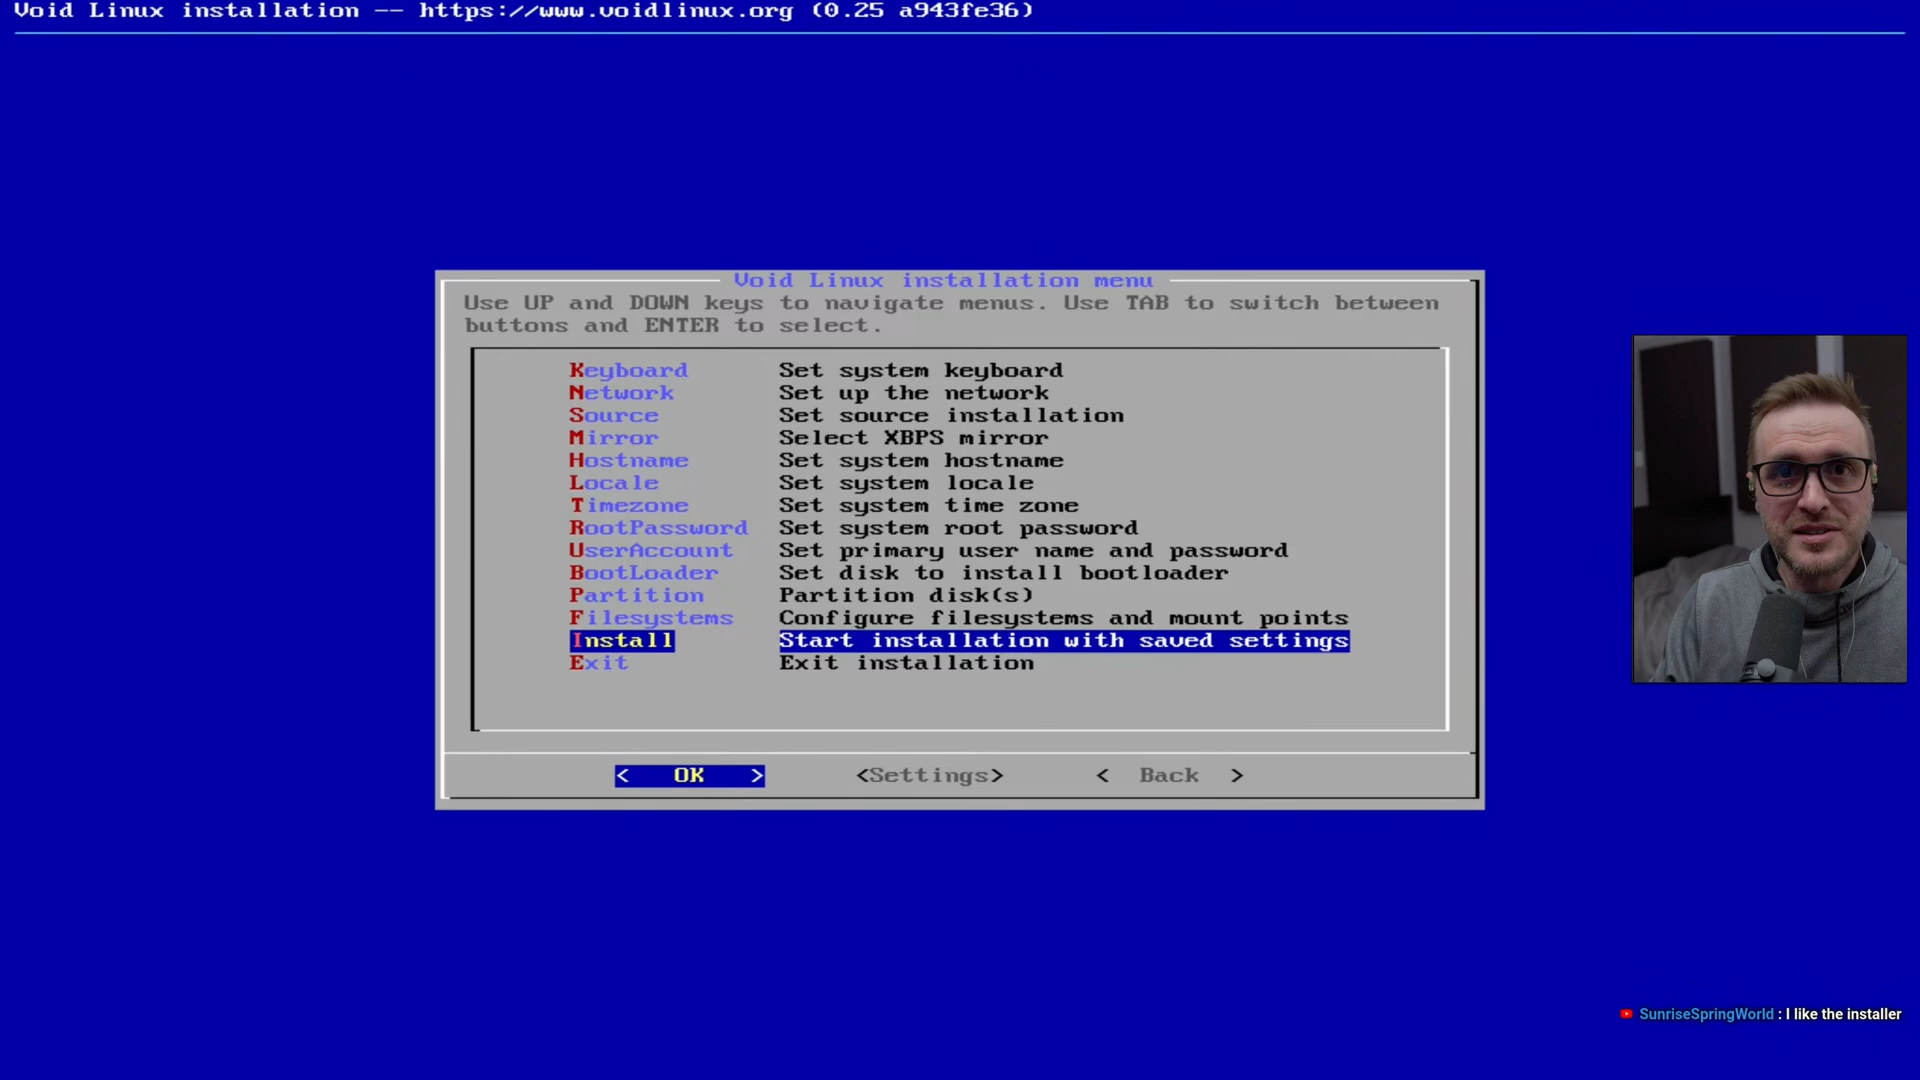 Void Linux installation -- https://www.voidlinux.org (0.25 a943fe36)
Void Linux installation menu
Use UP and DOWN keys to navigate menus. Use TAB to switch between
buttons and ENTER to select.
Keyboard Set system keyboard
Network Set up the network
Source Set source installation
Mirror Select XBPS mirror
Hostname Set system hostname
Locale Set system locale
Timezone Set system time zone
RootPassword Set system root password
UserAccount Set primary user name and password
BootLoader Set disk to install bootloader
Partition Partition disk(s)
Filesystems Configure filesystems and mount points
Install Start installation with saved settings
Exit Exit installation
< OK > <Settings> < Back >
SunriseSpringWorld : I like the installer